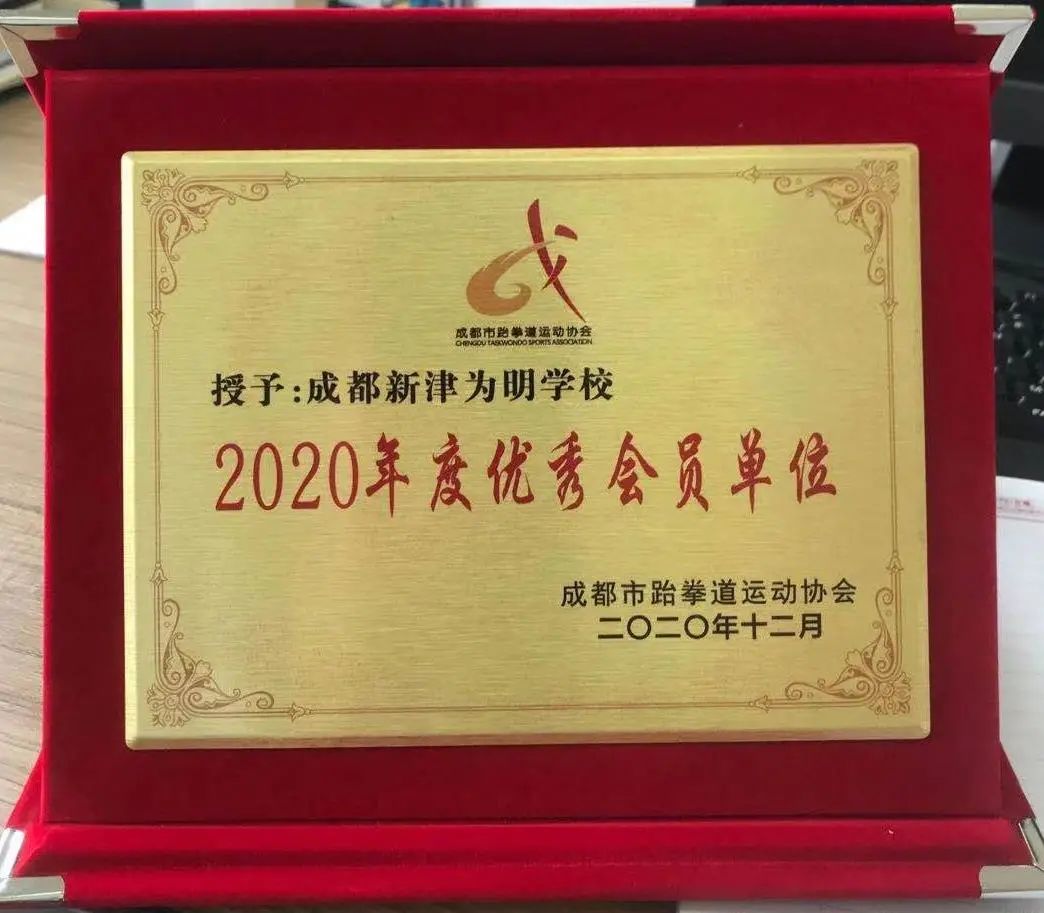 成都市跆拳道运动协会
CHENGDU TAEKWONDO SPORTS ASSOCIATION
授予:成都新津为明学校
2020年度优秀会员单位
成都市跆拳道运动协会
二〇二〇年十二月